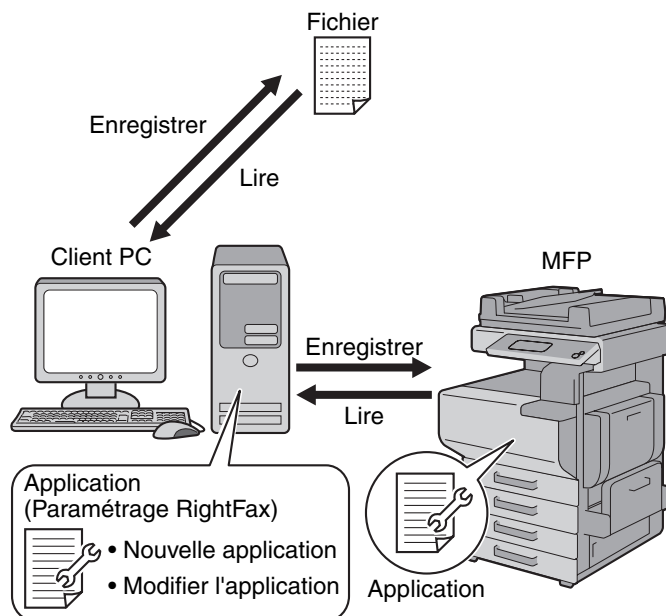 Fichier
Enregistrer
Lire
Client PC
MFP
Enregistrer
Lire
Application
(Paramétrage RightFax)
• Nouvelle application
• Modifier l'application
Application